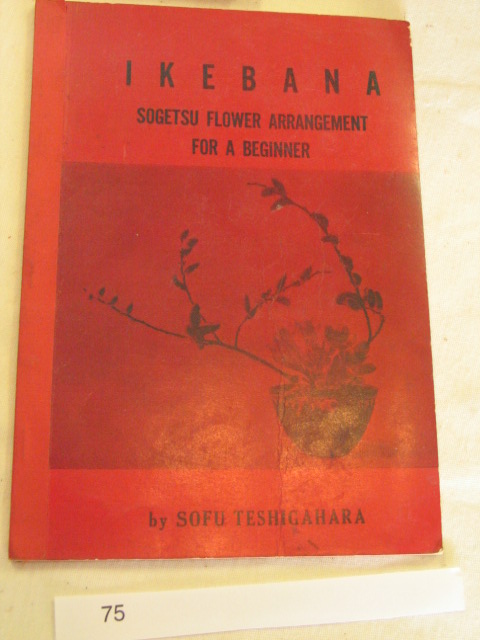 IKEBANA
SOGETSU FLOWER ARRANGEMENT
FOR A BEGINNER
by SOFU TESHIGAHARA
75